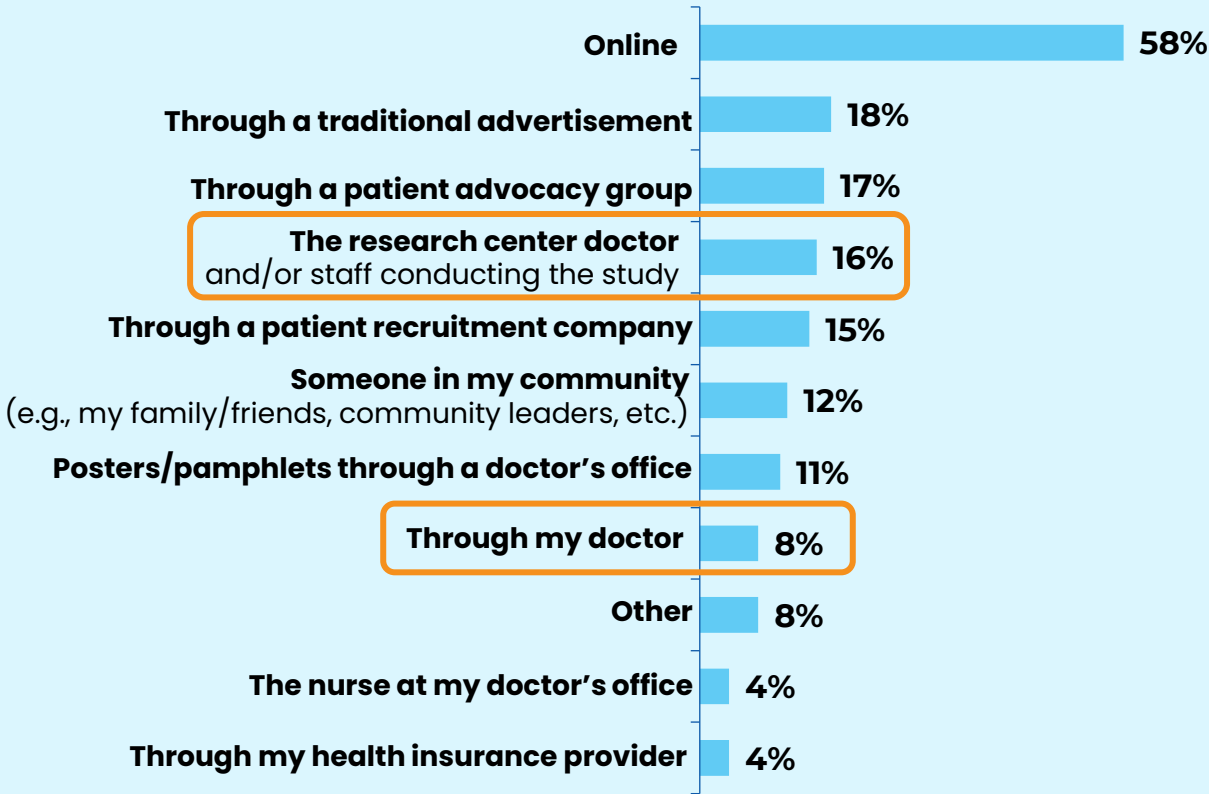 Online 58%
Through a traditional advertisement 18%
Through a patient advocacy group 17%
The research center doctor
and/or staff conducting the study 16%
Through a patient recruitment company 15%
Someone in my community
(e.g., my family/friends, community leaders, etc.) 12%
Posters/pamphlets through a doctor’s office 11%
Through my doctor 8%
Other 8%
The nurse at my doctor’s office 4%
Through my health insurance provider 4%